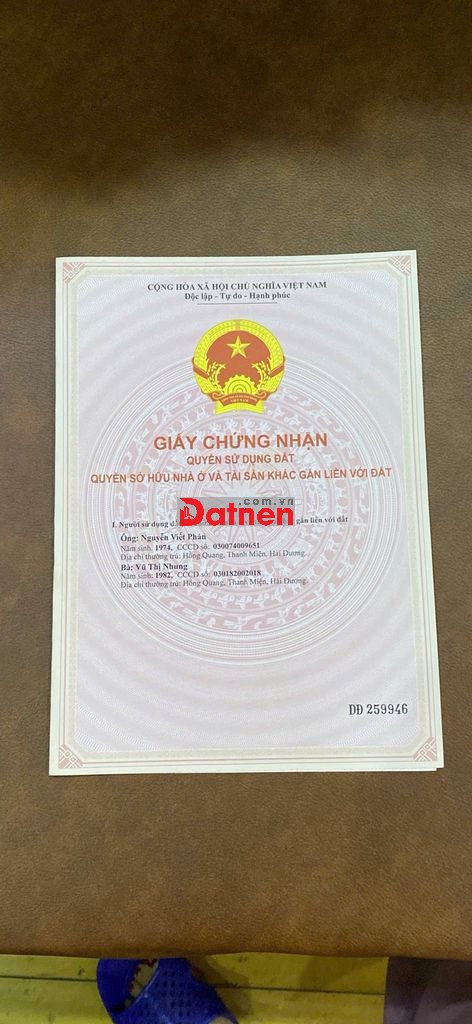 CỘNG HÒA XÃ HỘI CHỦ NGHĨA VIỆT NAM
Độc lập - Tự do - Hạnh phúc
VIỆT NAM
GIẤY CHỨNG NHẬN
QUYỀN SỬ DỤNG ĐẤT
QUYỀN SỞ HỮU NHÀ Ở VÀ TÀI SẢN KHÁC GẮN LIỀN VỚI ĐẤT
.com.vn
Datnen
I. Người sử dụng gắn liền với đất
Ông: Nguyễn Viết Phán
Năm sinh: 1974, CCCD số: 030074009651
Địa chỉ thường trú: Hồng Quang, Thanh Miện, Hải Dương.
Bà: Vũ Thị Nhung
Năm sinh: 1982, CCCD số: 030182002018
Địa chỉ thường trú: Hồng Quang, Thanh Miện, Hải Dương.
DĐ 259946